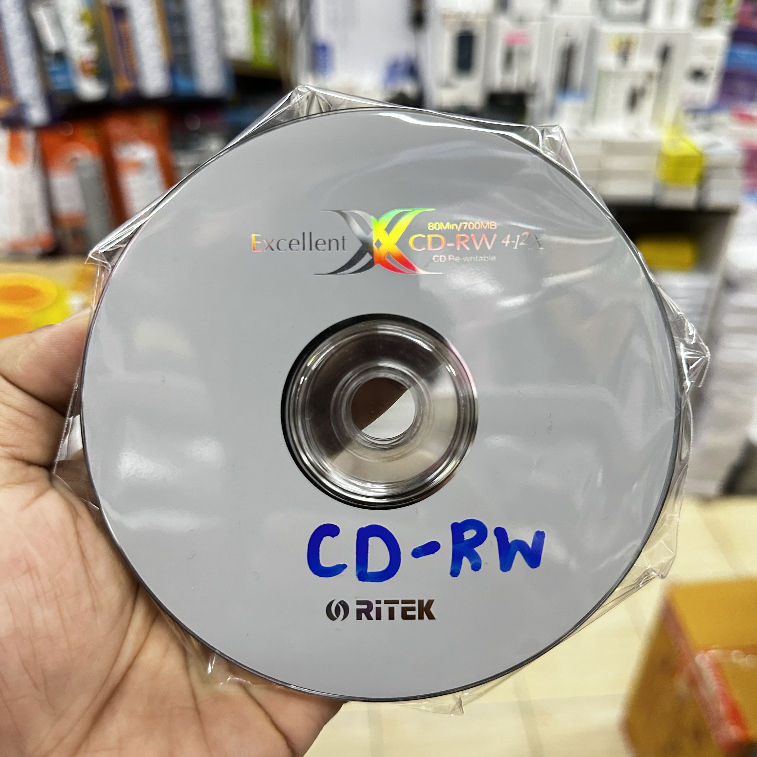 80Min/700MB
Excellent CD-RW 4-12X
CD Re-writable
CD-RW
RiTEK